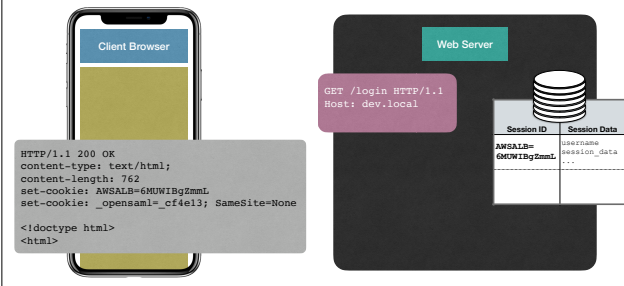 Client Browser
HTTP/1.1 200 OK
content-type: text/html;
content-length: 762
set-cookie: AWSALB=6MUWIBgZmmL
set-cookie: _opensaml=_cf4e13; SameSite=None
<!doctype html>
<html>
Web Server
GET /login HTTP/1.1
Host: dev.local
Session ID Session Data
AWSALB=
6MUWIBgZmmL
username
session_data
...